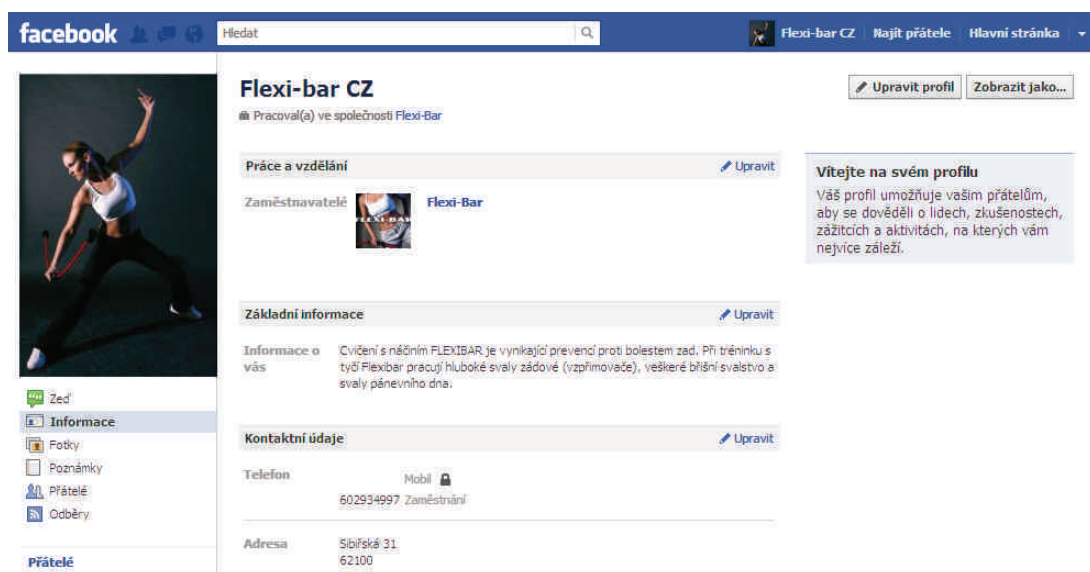 facebook
Hledat
Flexi-bar CZ
Najít přátele
Hlavní stránka
Flexi-bar CZ
Pracoval(a) ve společnosti Flexi-Bar
Upravit profil
Zobrazit jako...
Práce a vzdělání
Upravit
Zaměstnavatelé
FLEXI-BAR
Flexi-Bar
Vítejte na svém profilu
Váš profil umožňuje vašim přátelům,
aby se dověděli o lidech, zkušenostech,
zážitcích a aktivitách, na kterých vám
nejvíce záleží.
Základní informace
Upravit
Informace o
vás
Cvičení s náčiním FLEXIBAR je vynikající prevencí proti bolestem zad. Při tréninku s
tyčí Flexibar pracují hluboké svaly zádové (vzpřimovače), veškeré břišní svalstvo a
svaly pánevního dna.
Zeď
Informace
Fotky
Poznámky
Přátelé
Odběry
Přátelé
Kontaktní údaje
Upravit
Telefon
Mobil
602934997 Zaměstnání
Adresa
Sibiřská 31
62100